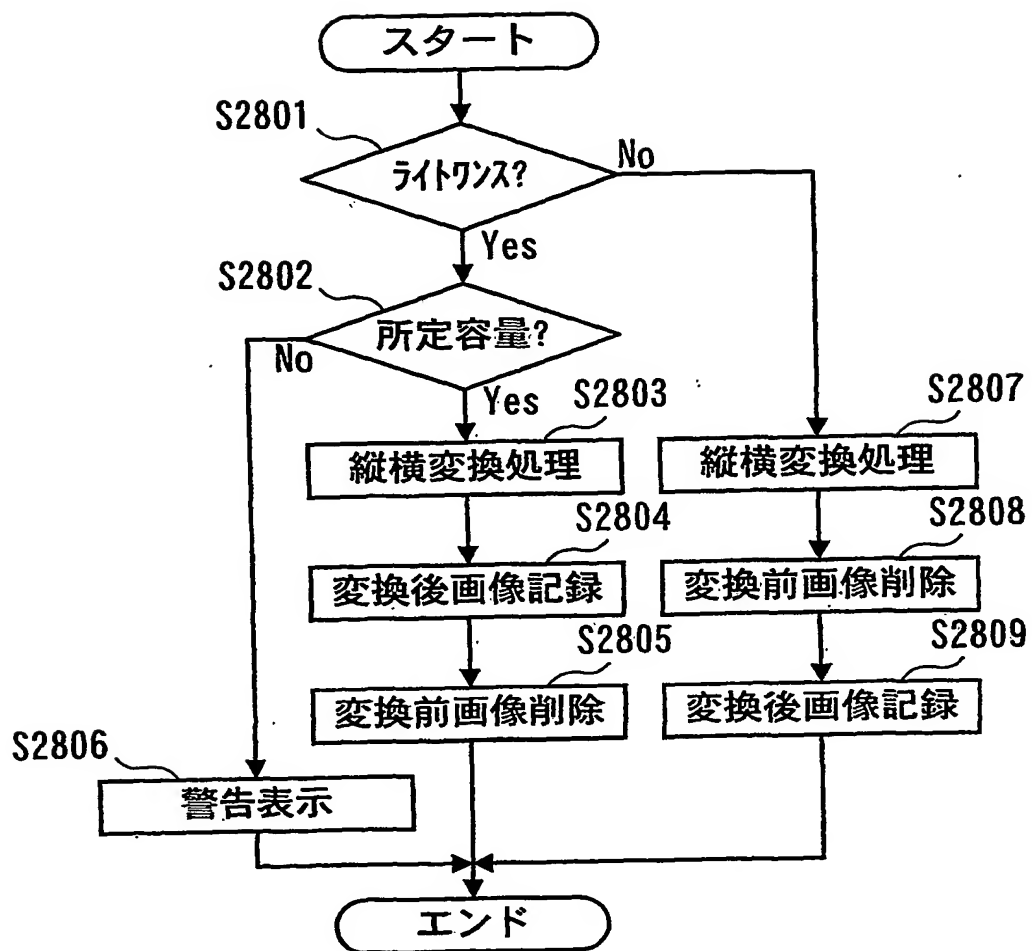 スタート
S2801
ライトワンス?
No
Yes
S2802
所定容量?
No
Yes
S2803
縦横変換処理
S2804
変換後画像記録
S2805
変換前画像削除
S2807
縦横変換処理
S2808
変換前画像削除
S2809
変換後画像記録
S2806
警告表示
エンド